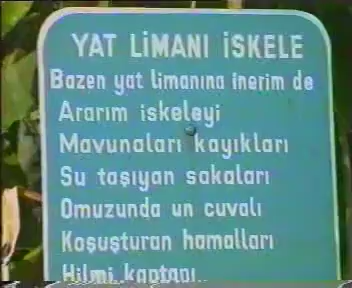 YAT LİMANI İSKELE
Bazen yat limanına inerim de
Ararım iskeleyi
Mavunaları kayıkları
Su taşıyan sakaları
Omuzunda un cuvalı
Koşuşturan hamalları
Hilmi kaptanı..